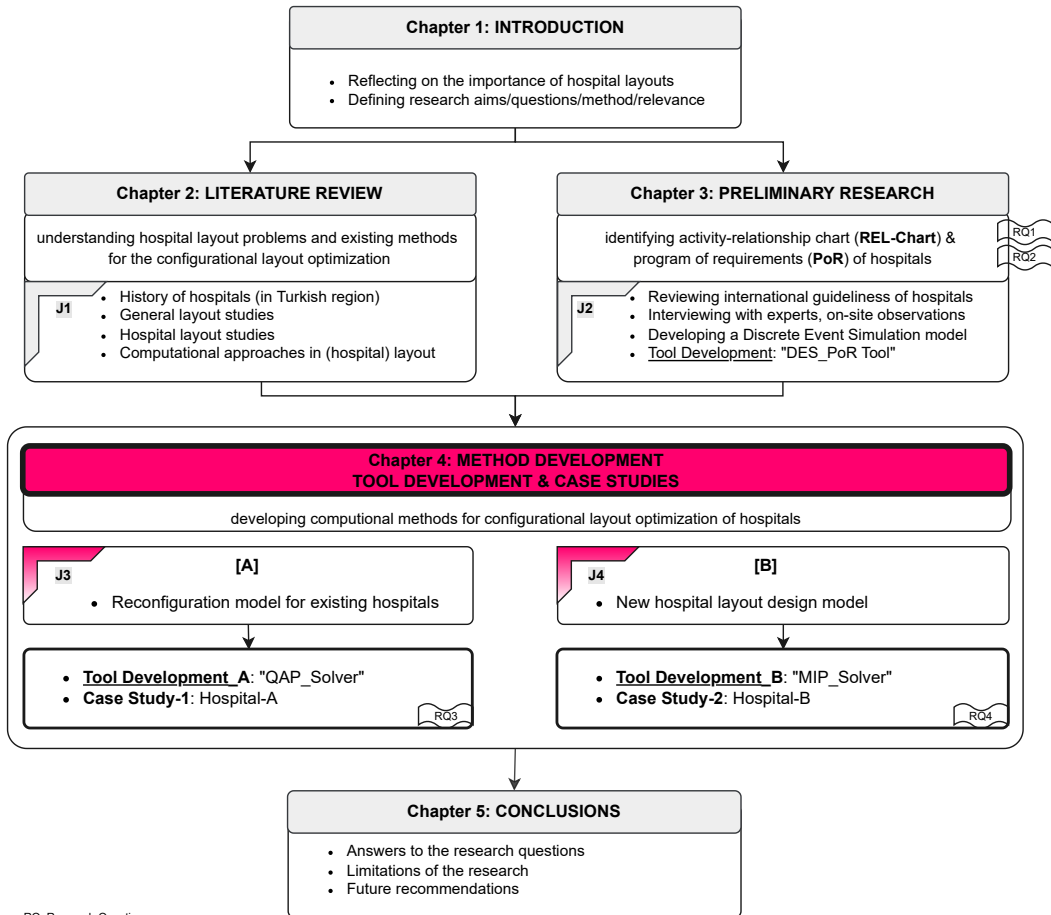 Chapter 1: INTRODUCTION
• Reflecting on the importance of hospital layouts
• Defining research aims/questions/method/relevance
Chapter 2: LITERATURE REVIEW
understanding hospital layout problems and existing methods
for the configurational layout optimization
J1
• History of hospitals (in Turkish region)
• General layout studies
• Hospital layout studies
• Computational approaches in (hospital) layout
Chapter 3: PRELIMINARY RESEARCH
identifying activity-relationship chart (REL-Chart) &
program of requirements (PoR) of hospitals
RQ1
RQ2
J2
• Reviewing international guideliness of hospitals
• Interviewing with experts, on-site observations
• Developing a Discrete Event Simulation model
• Tool Development: "DES_PoR Tool"
Chapter 4: METHOD DEVELOPMENT
TOOL DEVELOPMENT & CASE STUDIES
developing computional methods for configurational layout optimization of hospitals
J3
[A]
• Reconfiguration model for existing hospitals
• Tool Development_A: "QAP_Solver"
• Case Study-1: Hospital-A
RQ3
J4
[B]
• New hospital layout design model
• Tool Development_B: "MIP_Solver"
• Case Study-2: Hospital-B
RQ4
Chapter 5: CONCLUSIONS
• Answers to the research questions
• Limitations of the research
• Future recommendations